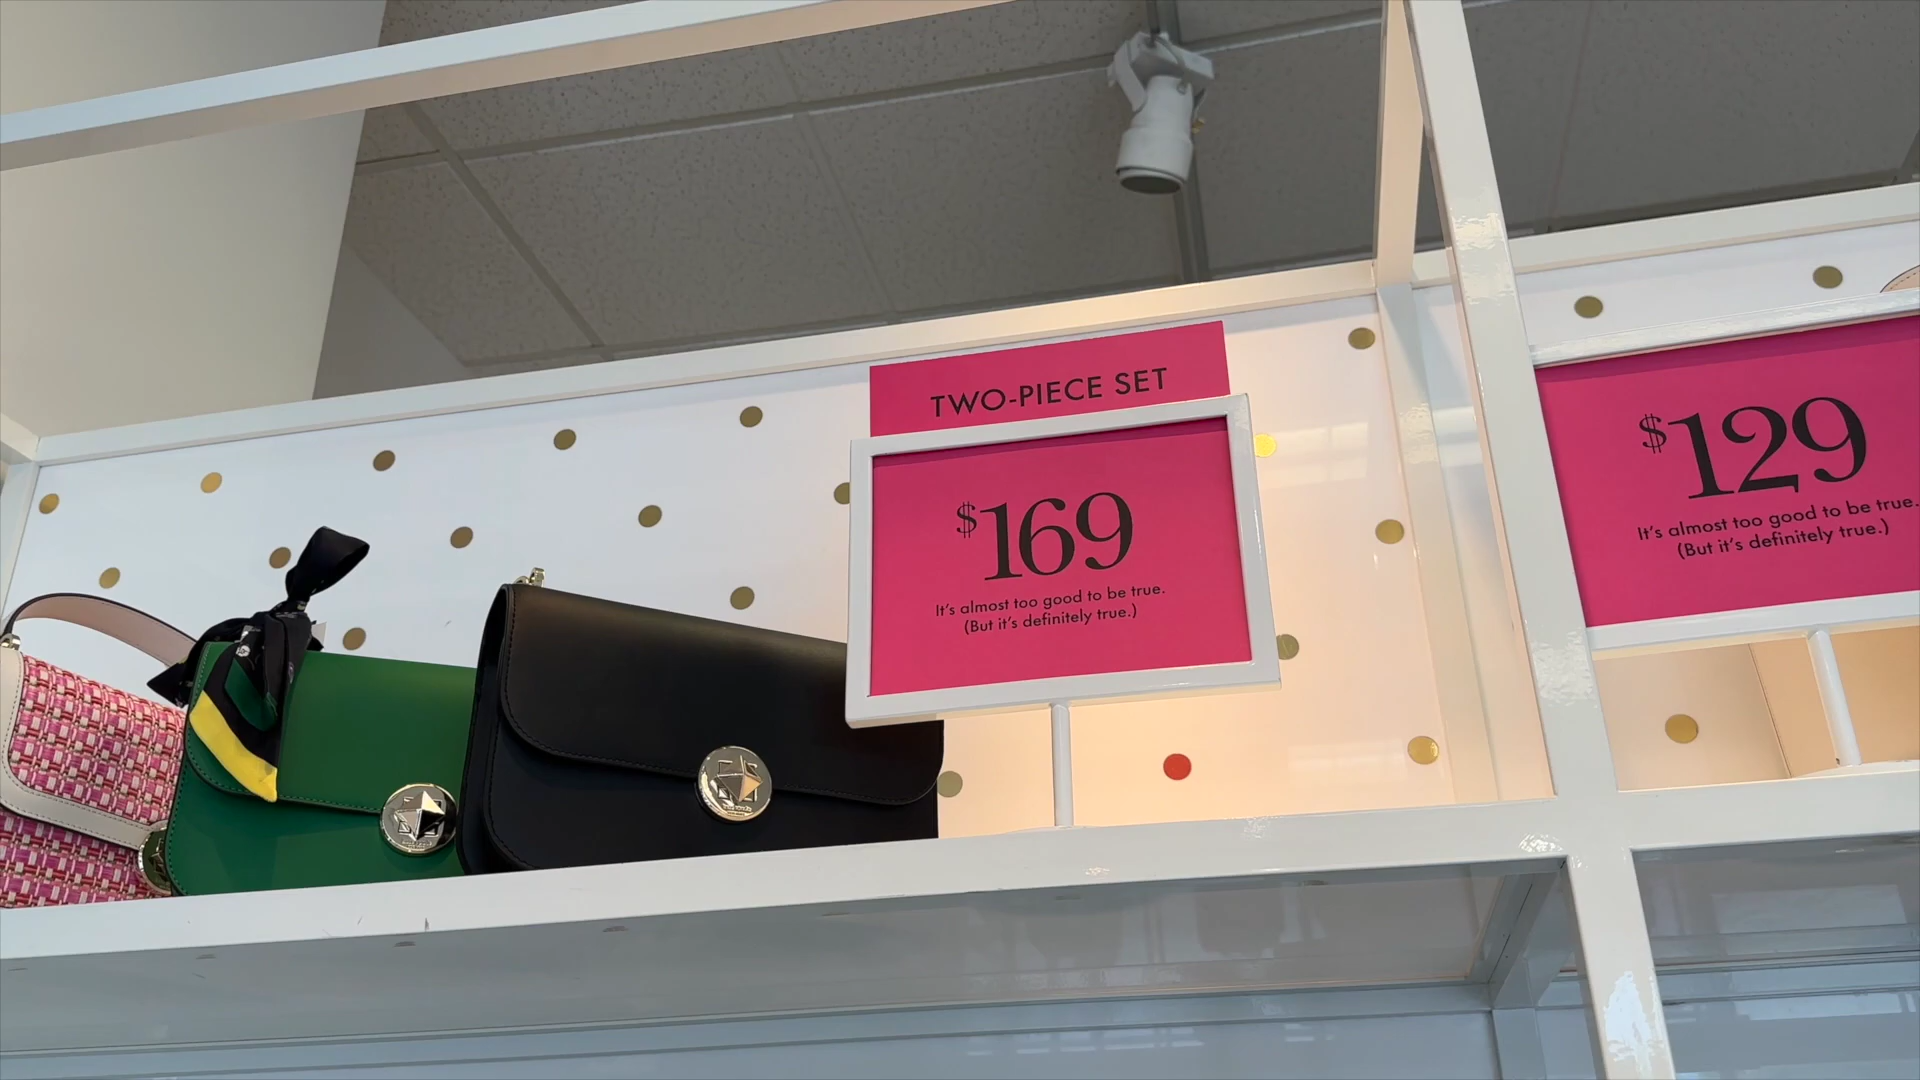 TWO-PIECE SET
$169
It's almost too good to be true.
(But it's definitely true.)
$129
It's almost too good to be true.
(But it's definitely true.)